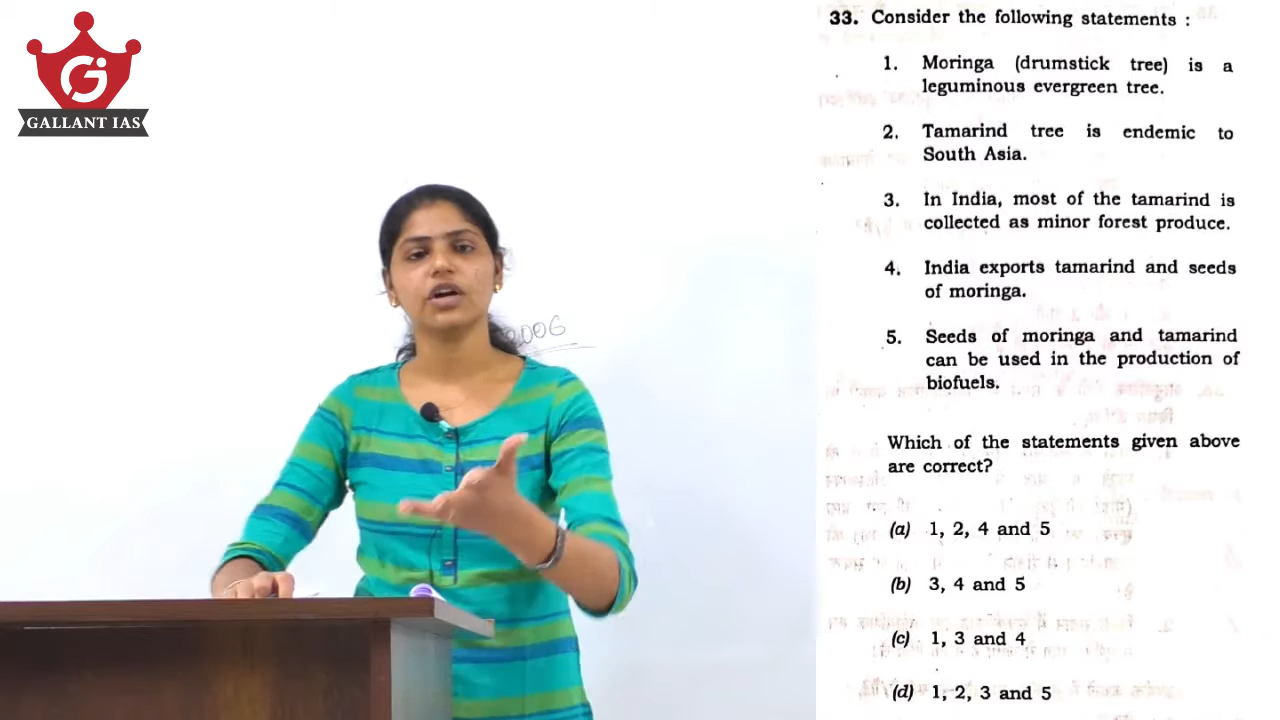 GALLANT IAS
2006
33. Consider the following statements :
1. Moringa (drumstick tree) is a
leguminous evergreen tree.
2. Tamarind tree is endemic to
South Asia.
3. In India, most of the tamarind is
collected as minor forest produce.
4. India exports tamarind and seeds
of moringa.
5. Seeds of moringa and tamarind
can be used in the production of
biofuels.
Which of the statements given above
are correct?
(a) 1, 2, 4 and 5
(b) 3, 4 and 5
(c) 1, 3 and 4
(d) 1, 2, 3 and 5